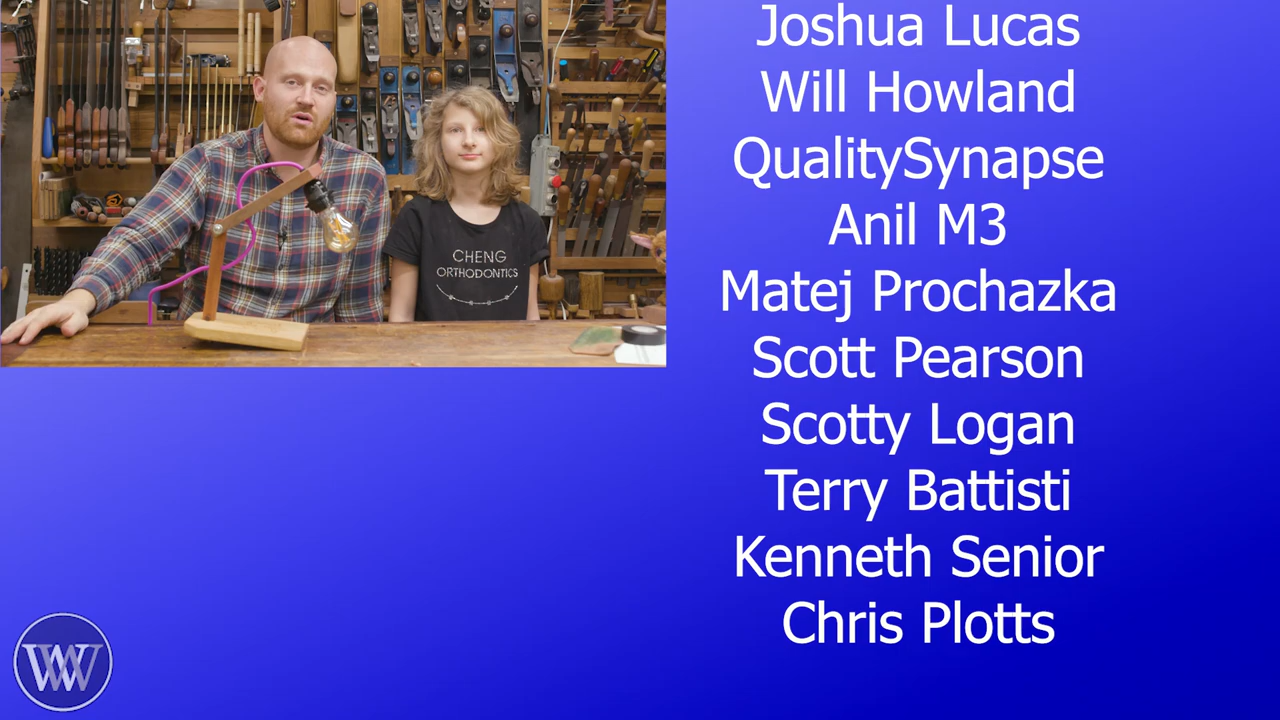 CHENG
ORTHODONTICS
Joshua Lucas
Will Howland
QualitySynapse
Anil M3
Matej Prochazka
Scott Pearson
Scotty Logan
Terry Battisti
Kenneth Senior
Chris Plotts
WW